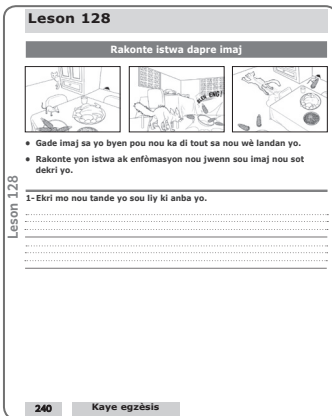 Leson 128
Rakonte istwa dapre imaj
BLEK ENG!
• Gade imaj sa yo byen pou nou ka di tout sa nou wè landan yo.
• Rakonte yon istwa ak enfòmasyon nou jwenn sou imaj nou sot
dekri yo.
Leson 128
1- Ekri mo nou tande yo sou liy ki anba yo.
240
Kaye egzèsis